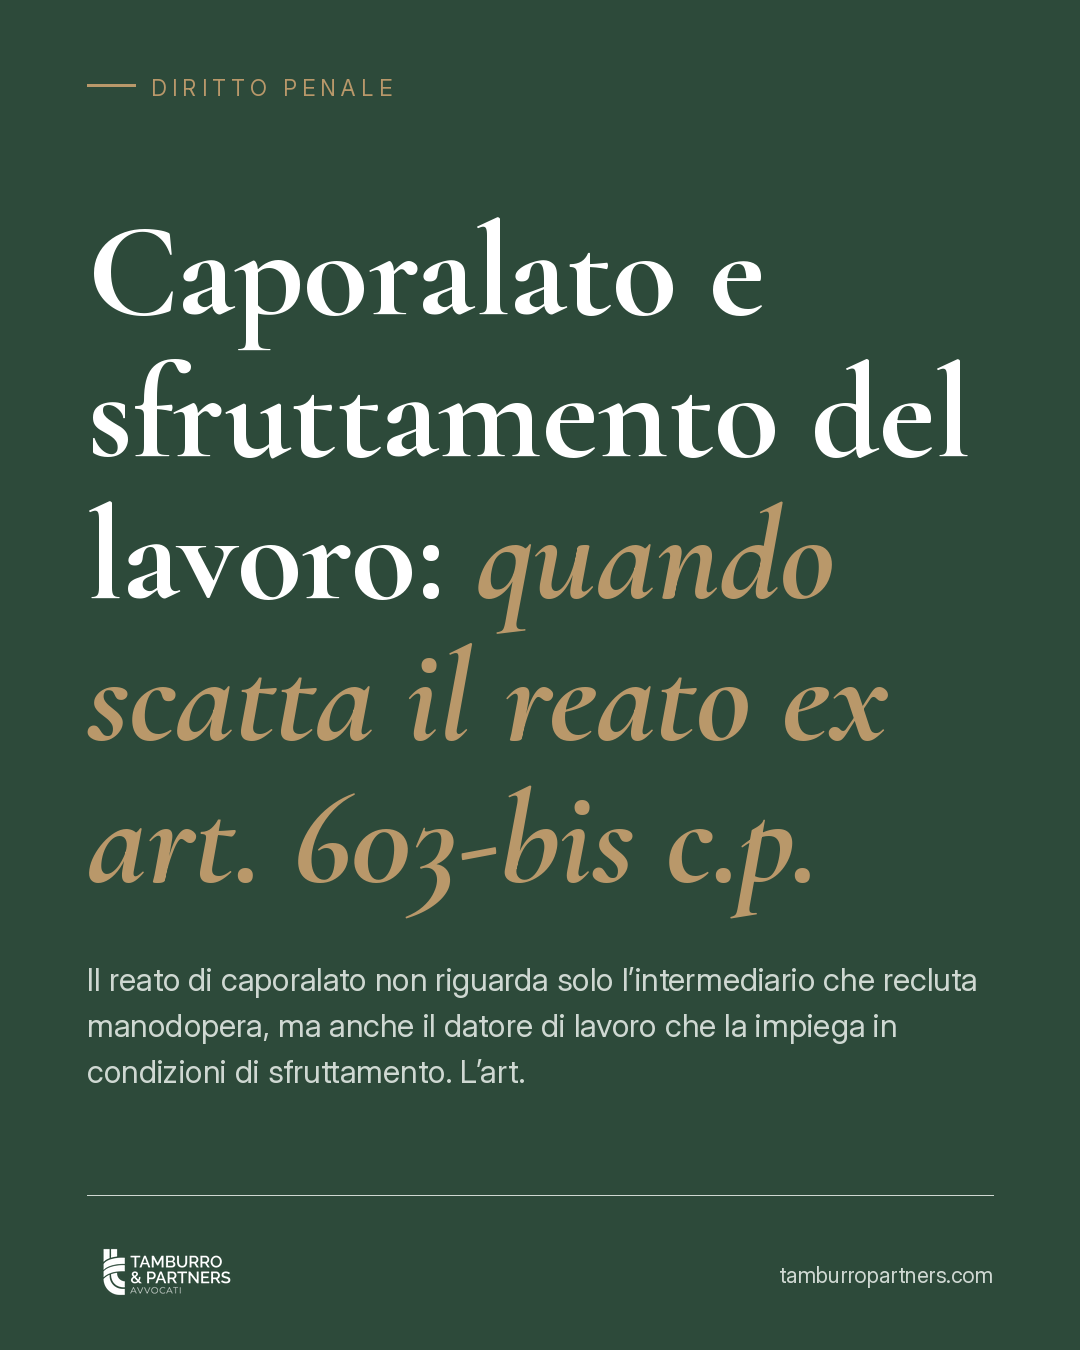 DIRITTO PENALE
Caporalato e
sfruttamento del
lavoro: quando
scatta il reato ex
art. 603-bis c.p.
Il reato di caporalato non riguarda solo l’intermediario che recluta
manodopera, ma anche il datore di lavoro che la impiega in
condizioni di sfruttamento. L’art.
TAMBURRO
& PARTNERS
AVVOCATI
tamburropartners.com